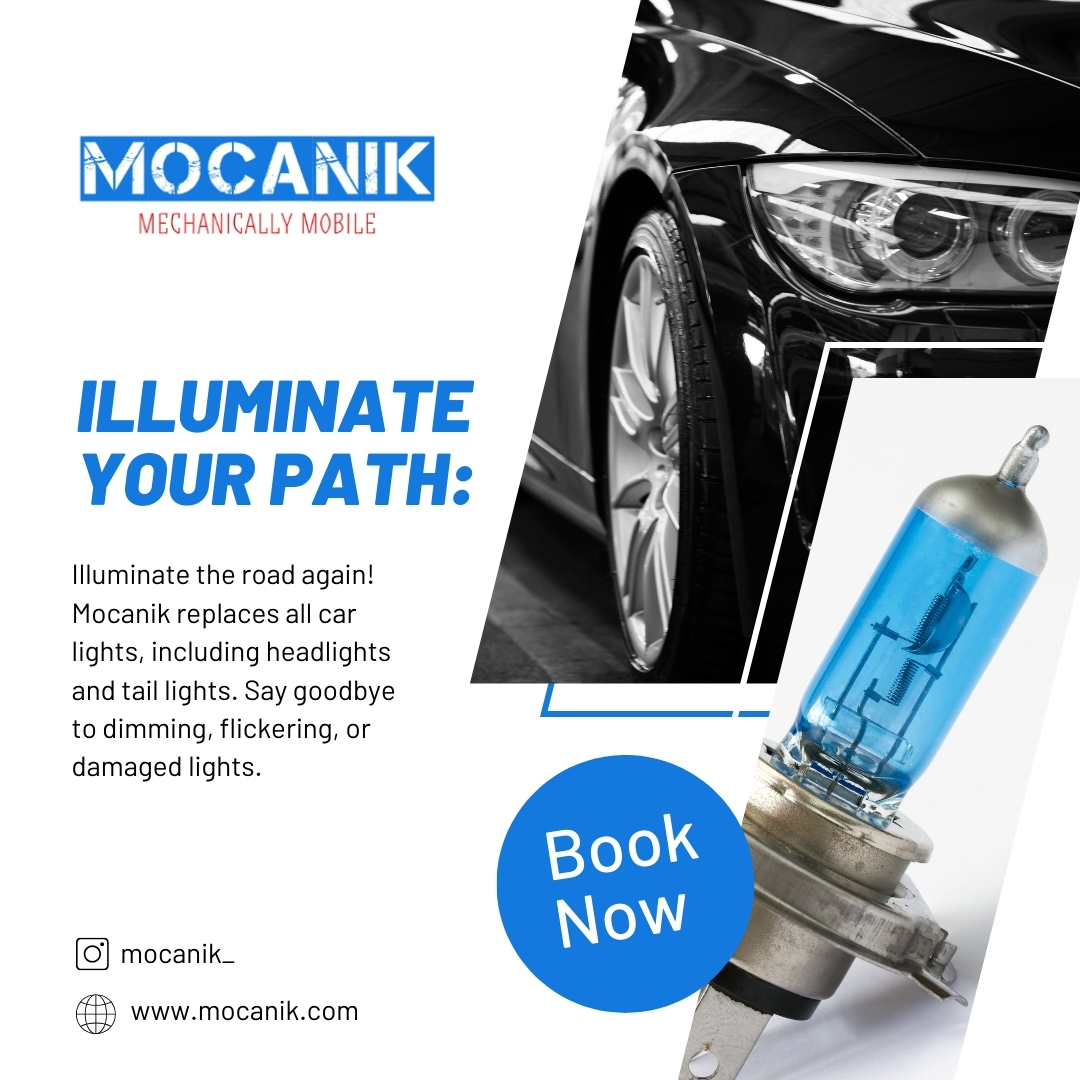 MOCANIK
MECHANICALLY MOBILE
ILLUMINATE
YOUR PATH:
Illuminate the road again!
Mocanik replaces all car
lights, including headlights
and tail lights. Say goodbye
to dimming, flickering, or
damaged lights.
Book
Now
mocanik_
www.mocanik.com